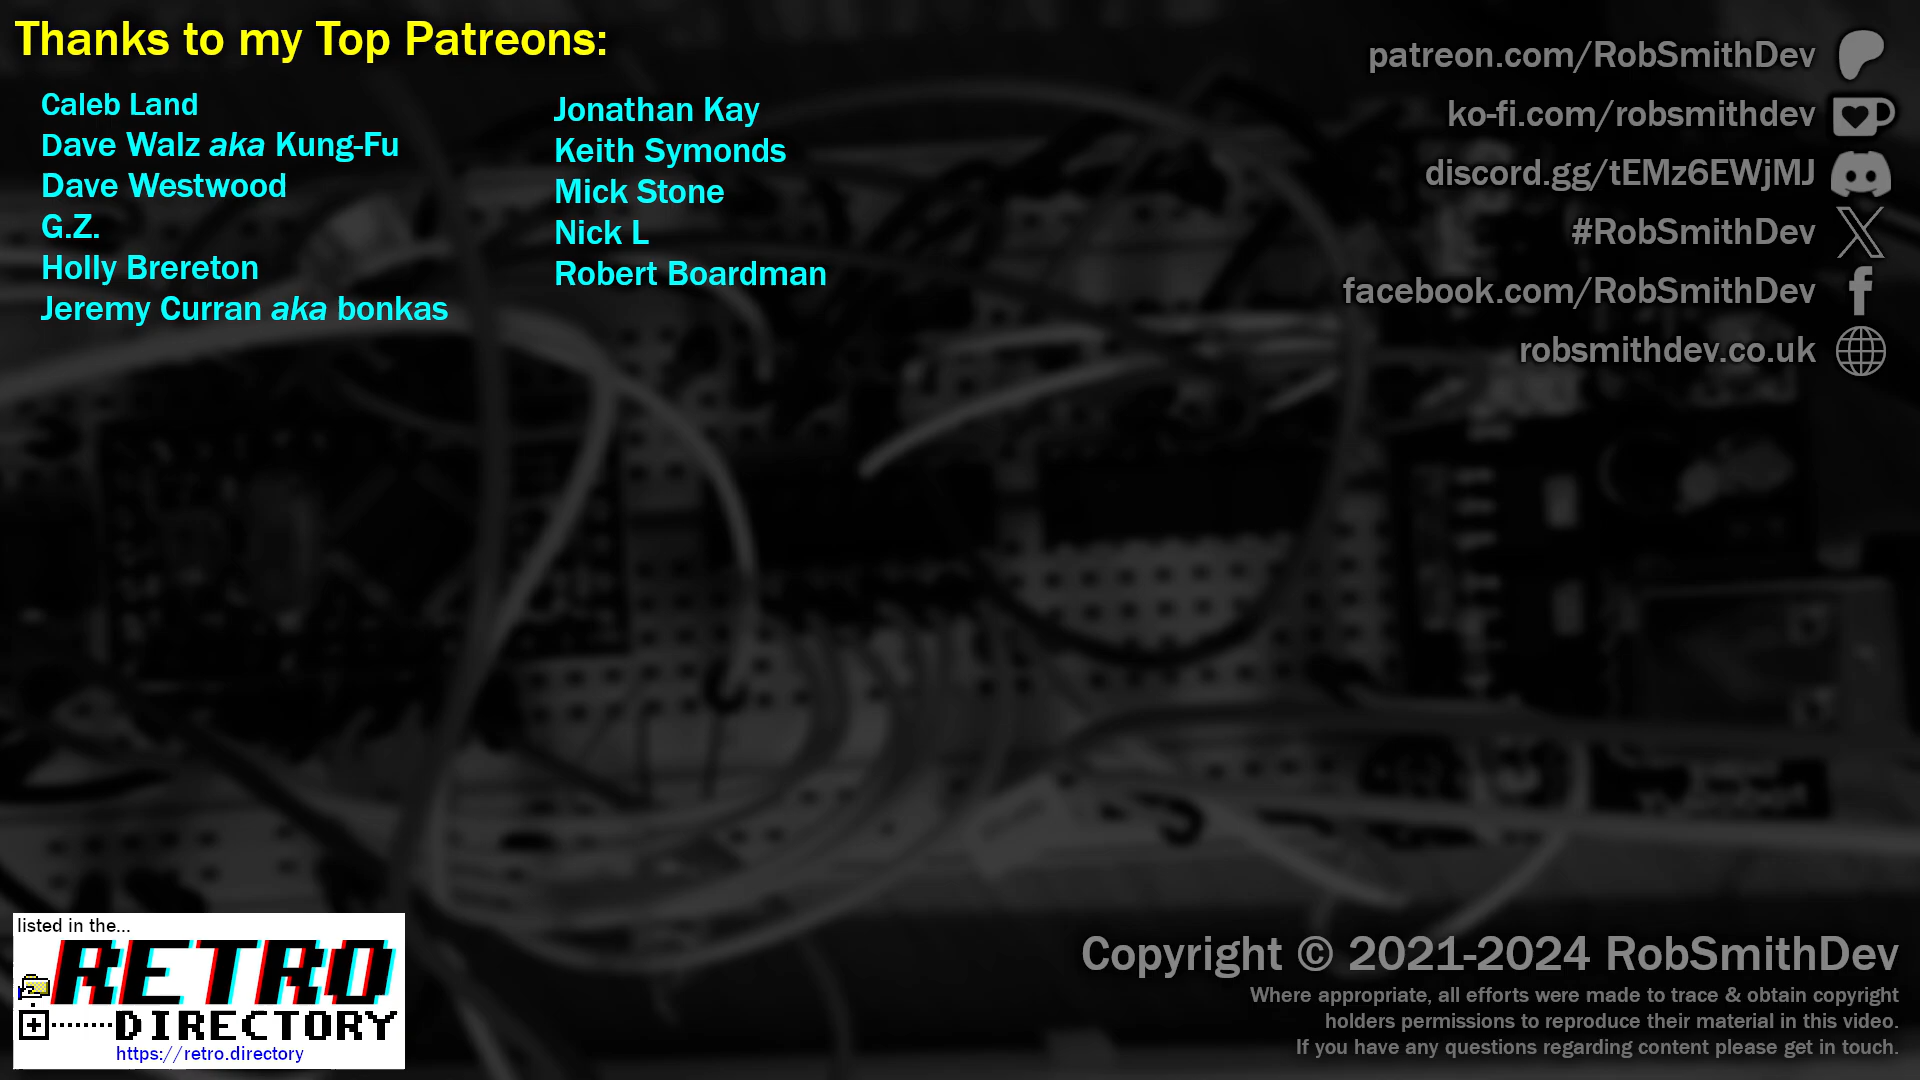 Thanks to my Top Patreons:
Caleb Land
Dave Walz aka Kung-Fu
Dave Westwood
G.Z.
Holly Brereton
Jeremy Curran aka bonkas
Jonathan Kay
Keith Symonds
Mick Stone
Nick L
Robert Boardman
patreon.com/RobSmithDev
ko-fi.com/robsmithdev
discord.gg/tEMz6EWjMJ
#RobSmithDev
facebook.com/RobSmithDev
robsmithdev.co.uk
listed in the...
RETRO
DIRECTORY
https://retro.directory
Copyright © 2021-2024 RobSmithDev
Where appropriate, all efforts were made to trace & obtain copyright
holders permissions to reproduce their material in this video.
If you have any questions regarding content please get in touch.